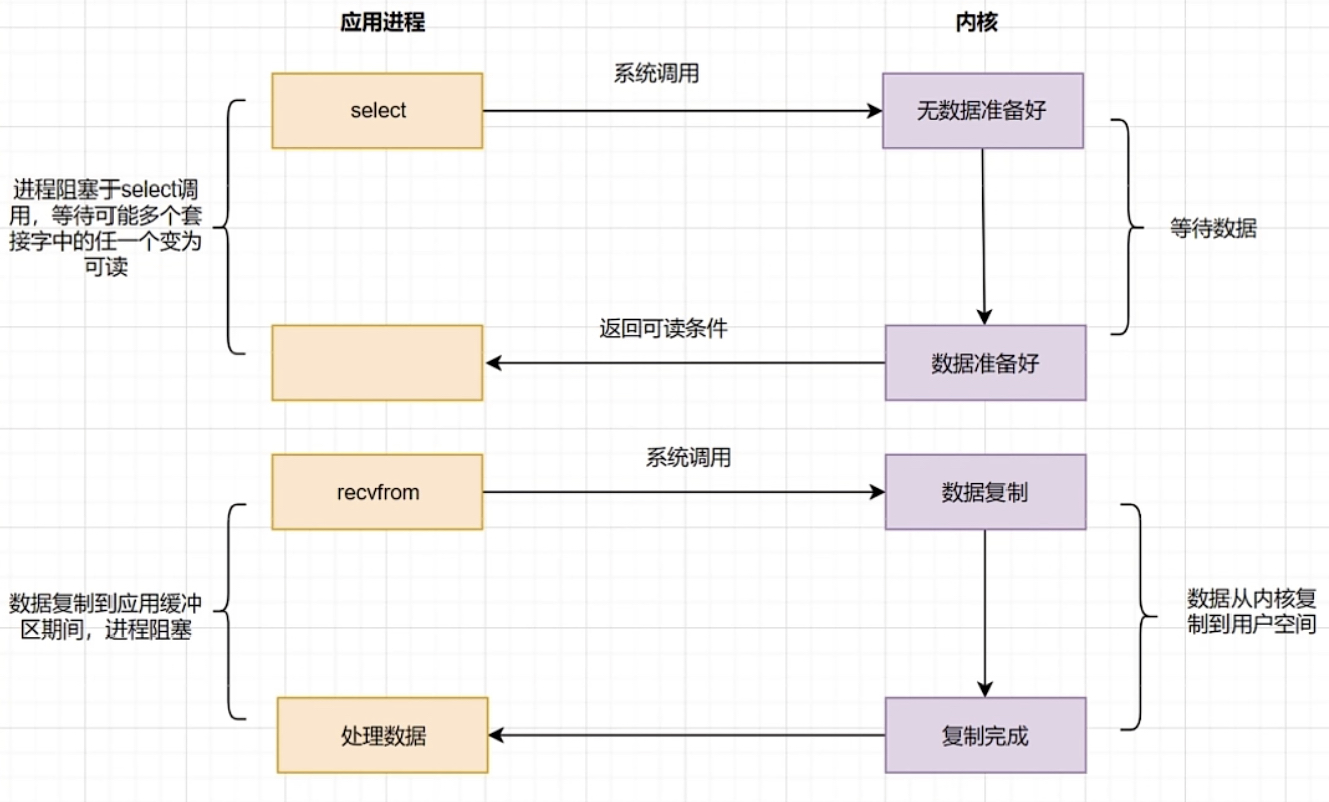 应用进程
内核
系统调用
select
无数据准备好
进程阻塞于select调
用，等待可能多个套
接字中的任一个变为
可读
等待数据
返回可读条件
数据准备好
系统调用
recvfrom
数据复制
数据复制到应用缓冲
区期间，进程阻塞
数据从内核复
制到用户空间
处理数据
复制完成